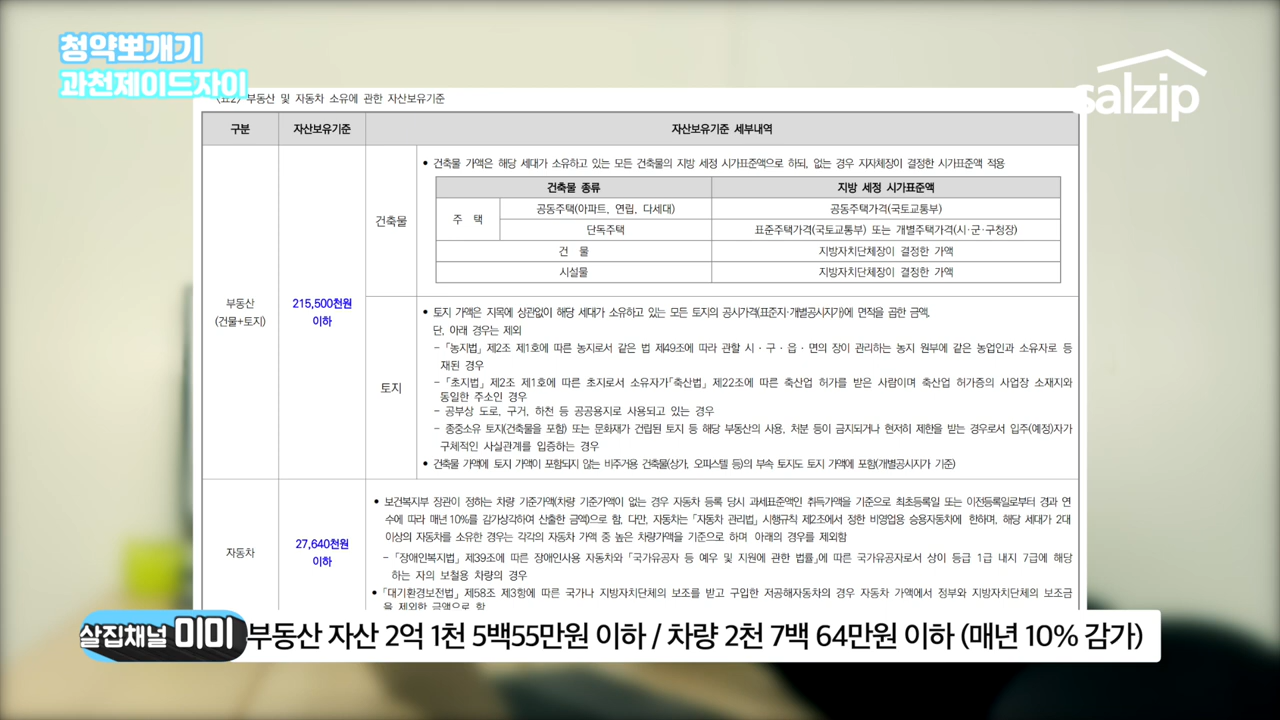 청약뽀개기
과천제이드자이
salzip
<표2> 부동산 및 자동차 소유에 관한 자산보유기준
구분 자산보유기준 자산보유기준 세부내역
부동산
(건물+토지)
215,500천원
이하
건축물
• 건축물 가액은 해당 세대가 소유하고 있는 모든 건축물의 지방 세정 시가표준액으로 하되, 없는 경우 지자체장이 결정한 시가표준액 적용
건축물 종류 지방 세정 시가표준액
주 택 공동주택(아파트, 연립, 다세대) 공동주택가격(국토교통부)
단독주택 표준주택가격(국토교통부) 또는 개별주택가격(시·군·구청장)
건 물 지방자치단체장이 결정한 가액
시설물 지방자치단체장이 결정한 가액
토지
• 토지 가액은 지목에 상관없이 해당 세대가 소유하고 있는 모든 토지의 공시가격(표준지·개별공시지가)에 면적을 곱한 금액,
단, 아래 경우는 제외
-「농지법」제2조 제1호에 따른 농지로서 같은 법 제49조에 따라 관할 시·구·읍·면의 장이 관리하는 농지 원부에 같은 농업인과 소유자로 등
재된 경우
-「초지법」제2조 제1호에 따른 초지로서 소유자가「축산법」제22조에 따른 축산업 허가를 받은 사람이며 축산업 허가증의 사업장 소재지와
동일한 주소인 경우
- 공부상 도로, 구거, 하천 등 공공용지로 사용되고 있는 경우
- 종중소유 토지(건축물을 포함) 또는 문화재가 건립된 토지 등 해당 부동산의 사용, 처분 등이 금지되거나 현저히 제한을 받는 경우로서 입주(예정)자가
구체적인 사실관계를 입증하는 경우
• 건축물 가액에 토지 가액이 포함되지 않는 비주거용 건축물(상가, 오피스텔 등)의 부속 토지도 토지 가액에 포함(개별공시지가 기준)
자동차
27,640천원
이하
• 보건복지부 장관이 정하는 차량 기준가액(차량 기준가액이 없는 경우 자동차 등록 당시 과세표준액인 취득가액을 기준으로 최초등록일 또는 이전등록일로부터 경과 연
수에 따라 매년 10%를 감가상각하여 산출한 금액)으로 함, 다만, 자동차는「자동차 관리법」시행규칙 제2조에서 정한 비영업용 승용자동차에 한하며, 해당 세대가 2대
이상의 자동차를 소유한 경우는 각각의 자동차 가액 중 높은 차량가액을 기준으로 하며 아래의 경우를 제외함
-「장애인복지법」제39조에 따른 장애인사용 자동차와「국가유공자 등 예우 및 지원에 관한 법률」에 따른 국가유공자로서 상이 등급 1급 내지 7급에 해당
하는 자의 보철용 차량의 경우
•「대기환경보전법」제58조 제3항에 따른 국가나 지방자치단체의 보조를 받고 구입한 저공해자동차의 경우 자동차 가액에서 정부와 지방자치단체의 보조금
을 제외한 금액으로 함
살집채널 이미 부동산 자산 2억 1천 5백55만원 이하 / 차량 2천 7백 64만원 이하 (매년 10% 감가)